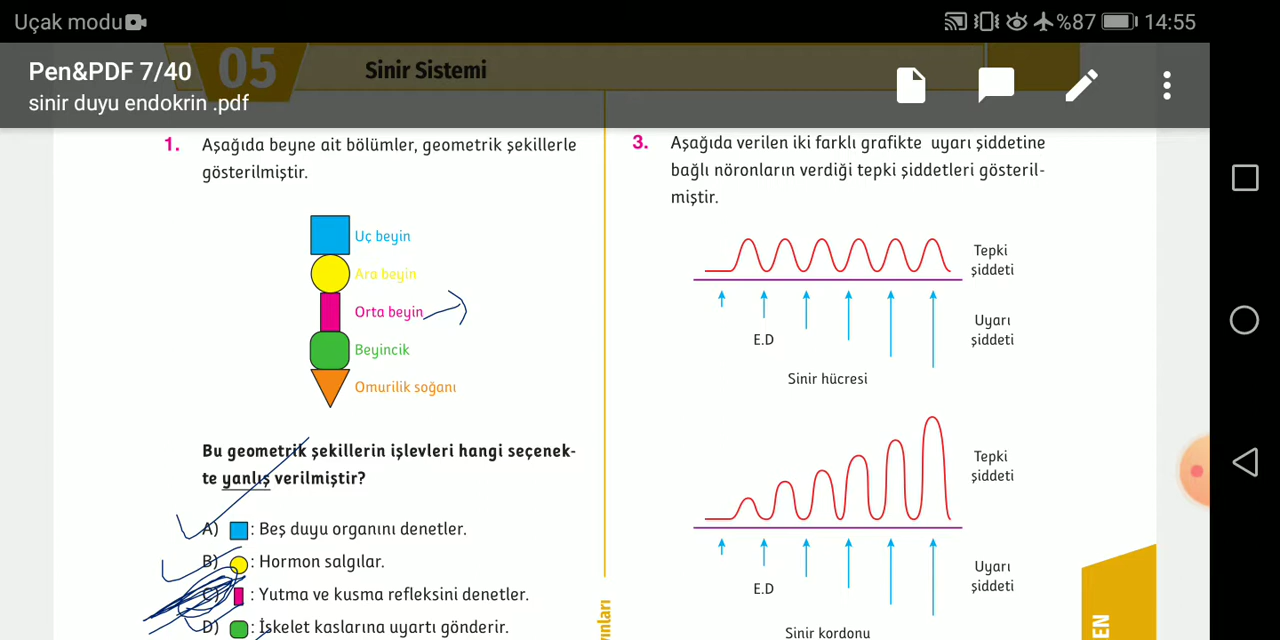 Uçak modu
%87 14:55
Pen&PDF 7/40
sinir duyu endokrin .pdf
05
Sinir Sistemi
1. Aşağıda beyne ait bölümler, geometrik şekillerle
gösterilmiştir.
Uç beyin
Ara beyin
Orta beyin
Beyincik
Omurilik soğanı
Bu geometrik şekillerin işlevleri hangi seçenek-
te yanlış verilmiştir?
A) : Beş duyu organını denetler.
B) : Hormon salgılar.
C) : Yutma ve kusma refleksini denetler.
D) : İskelet kaslarına uyartı gönderir.
3. Aşağıda verilen iki farklı grafikte uyarı şiddetine
bağlı nöronların verdiği tepki şiddetleri gösteril-
miştir.
Tepki
şiddeti
Uyarı
şiddeti
E.D
Sinir hücresi
Tepki
şiddeti
Uyarı
şiddeti
E.D
Sinir kordonu
EN